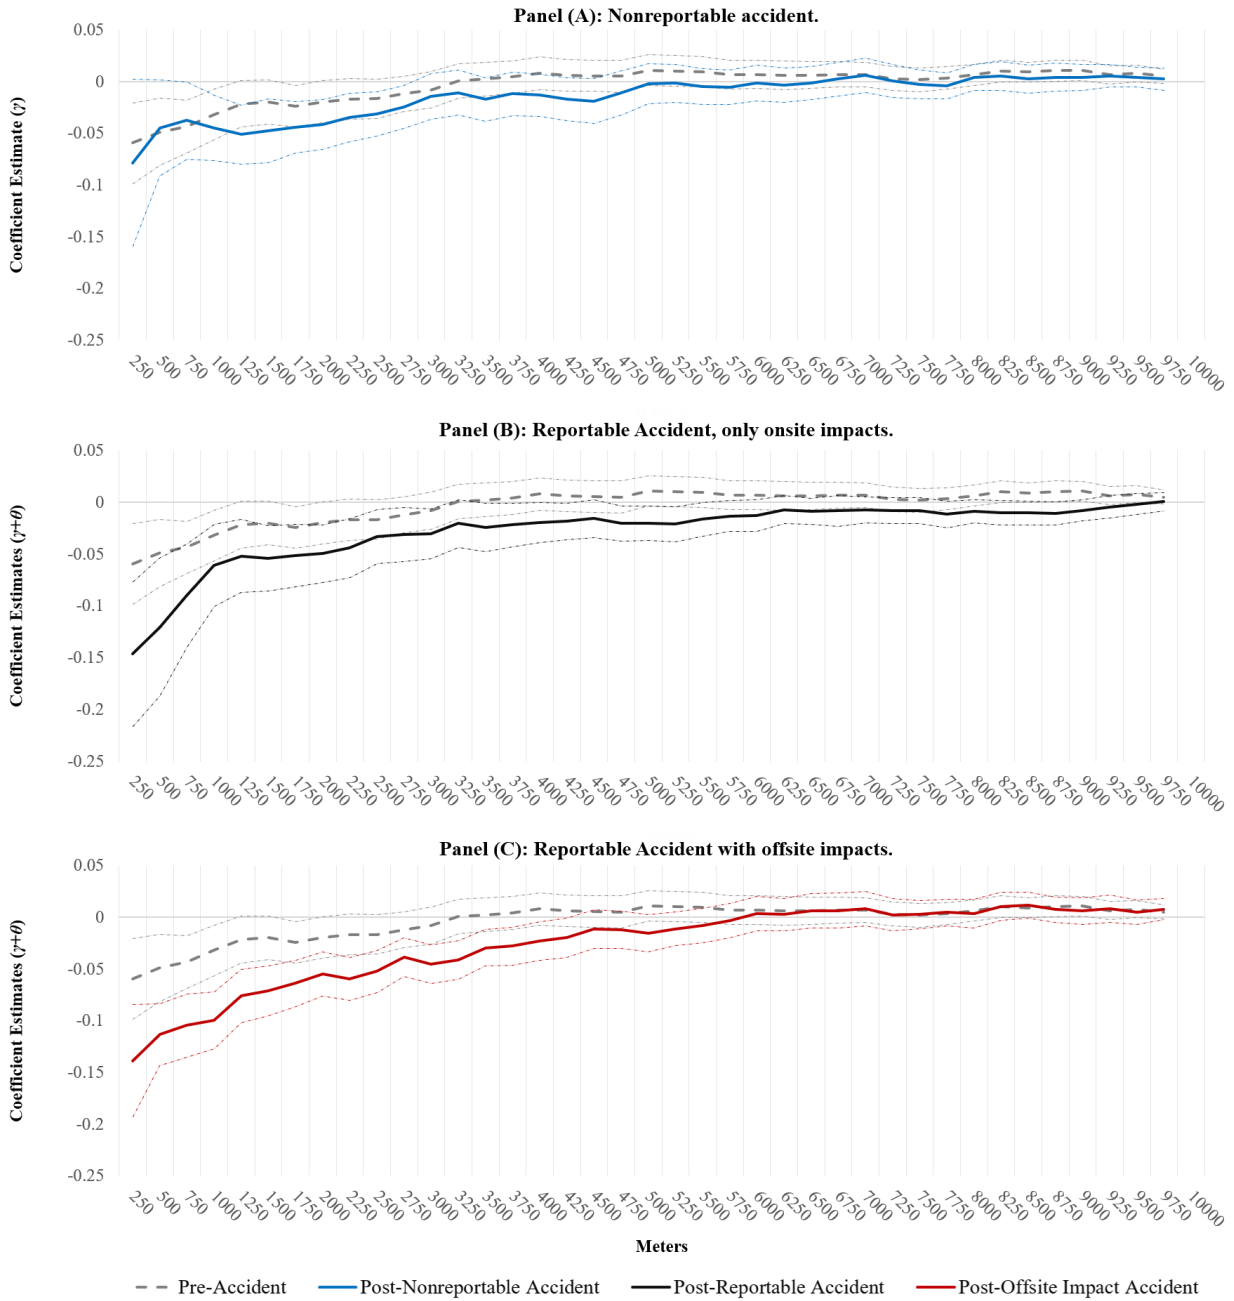 Panel (A): Nonreportable accident.
Coefficient Estimate (γ)
0.05
0
-0.05
-0.1
-0.15
-0.2
-0.25
250 500 750 1000 1250 1500 1750 2000 2250 2500 2750 3000 3250 3500 3750 4000 4250 4500 4750 5000 5250 5500 5750 6000 6250 6500 6750 7000 7250 7500 7750 8000 8250 8500 8750 9000 9250 9500 9750 10000
Panel (B): Reportable Accident, only onsite impacts.
Coefficient Estimates (γ+θ)
0.05
0
-0.05
-0.1
-0.15
-0.2
-0.25
250 500 750 1000 1250 1500 1750 2000 2250 2500 2750 3000 3250 3500 3750 4000 4250 4500 4750 5000 5250 5500 5750 6000 6250 6500 6750 7000 7250 7500 7750 8000 8250 8500 8750 9000 9250 9500 9750 10000
Panel (C): Reportable Accident with offsite impacts.
Coefficient Estimates (γ+θ)
0.05
0
-0.05
-0.1
-0.15
-0.2
-0.25
250 500 750 1000 1250 1500 1750 2000 2250 2500 2750 3000 3250 3500 3750 4000 4250 4500 4750 5000 5250 5500 5750 6000 6250 6500 6750 7000 7250 7500 7750 8000 8250 8500 8750 9000 9250 9500 9750 10000
Meters
Pre-Accident Post-Nonreportable Accident Post-Reportable Accident Post-Offsite Impact Accident